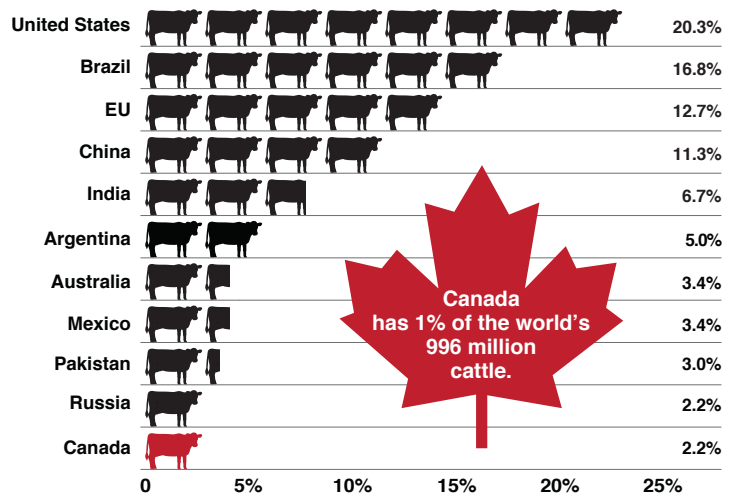 United States 20.3%
Brazil 16.8%
EU 12.7%
China 11.3%
India 6.7%
Argentina 5.0%
Australia 3.4%
Mexico 3.4%
Pakistan 3.0%
Russia 2.2%
Canada 2.2%
Canada
has 1% of the world's
996 million
cattle.
0 5% 10% 15% 20% 25%